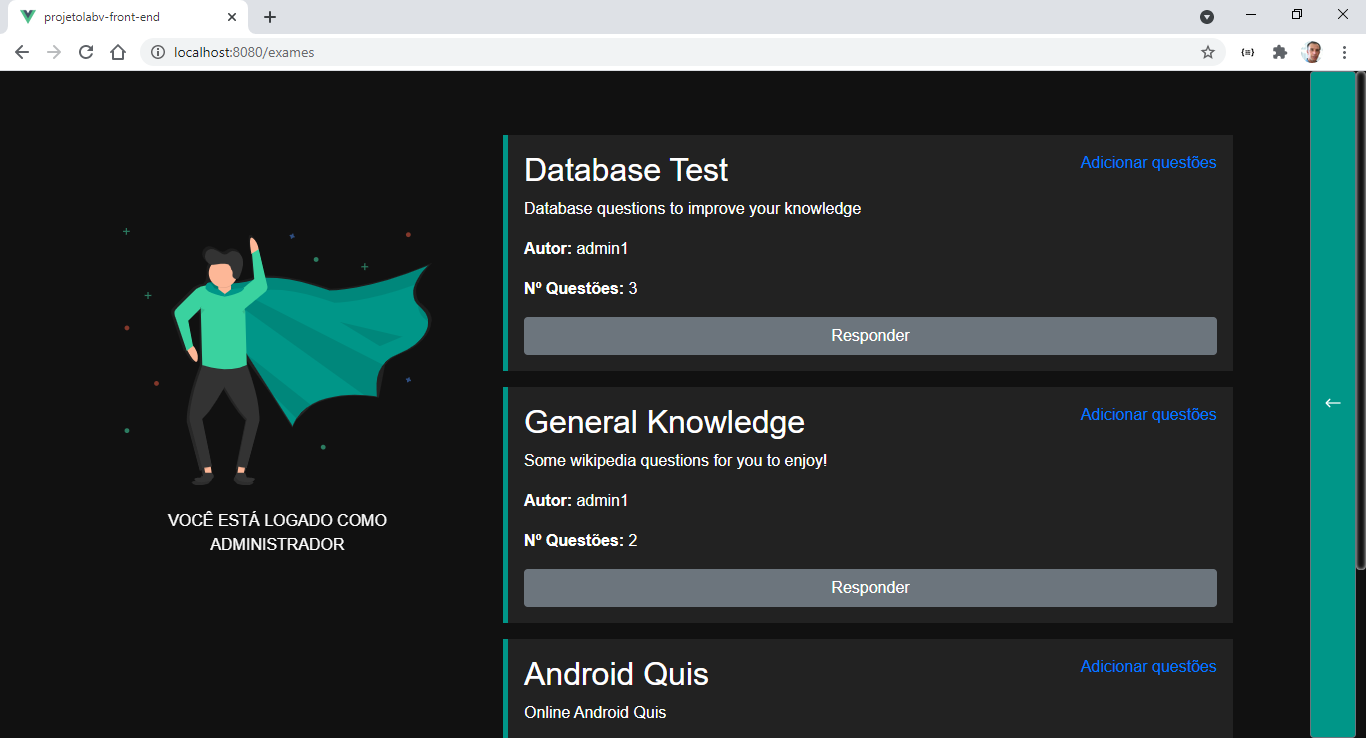 projetolabv-front-end
localhost:8080/exames
Database Test
Adicionar questões
Database questions to improve your knowledge
Autor: admin1
Nº Questões: 3
Responder
General Knowledge
Adicionar questões
Some wikipedia questions for you to enjoy!
Autor: admin1
Nº Questões: 2
Responder
Android Quis
Adicionar questões
Online Android Quis
VOCÊ ESTÁ LOGADO COMO
ADMINISTRADOR